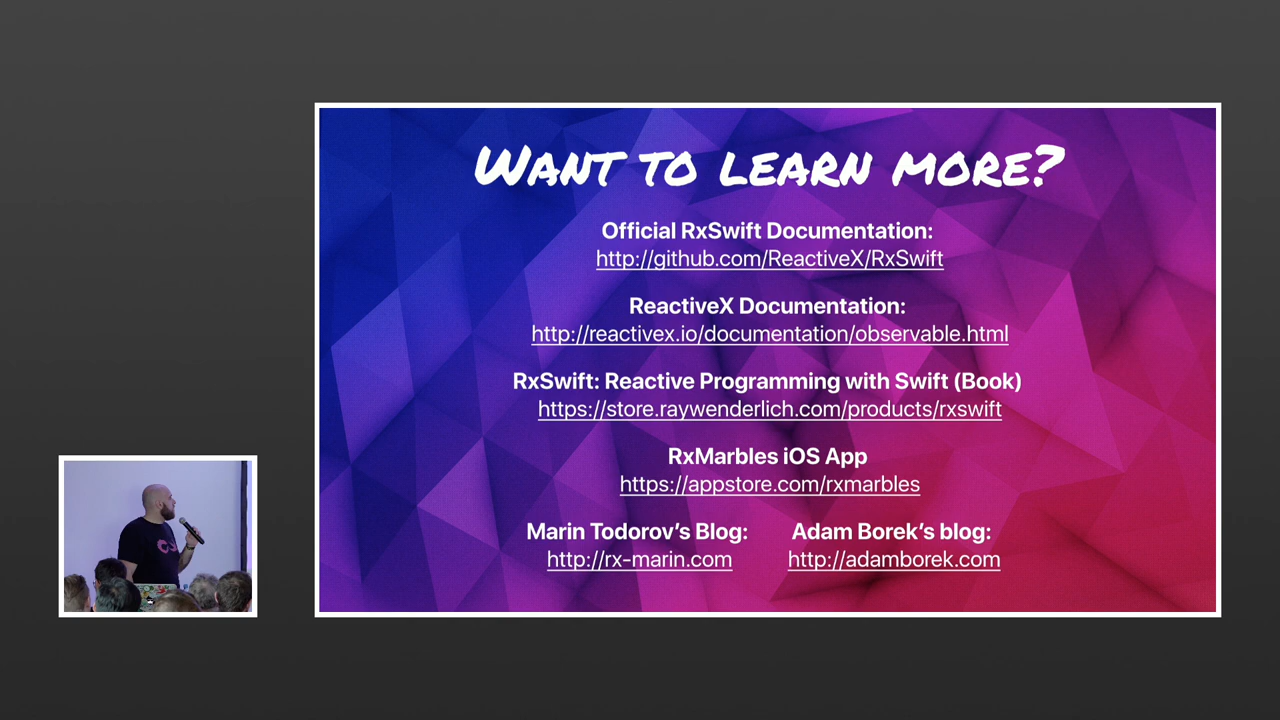 WANT TO LEARN MORE?
Official RxSwift Documentation:
http://github.com/ReactiveX/RxSwift
ReactiveX Documentation:
http://reactivex.io/documentation/observable.html
RxSwift: Reactive Programming with Swift (Book)
https://store.raywenderlich.com/products/rxswift
RxMarbles iOS App
https://appstore.com/rxmarbles
Marin Todorov’s Blog:
http://rx-marin.com
Adam Borek’s blog:
http://adamborek.com